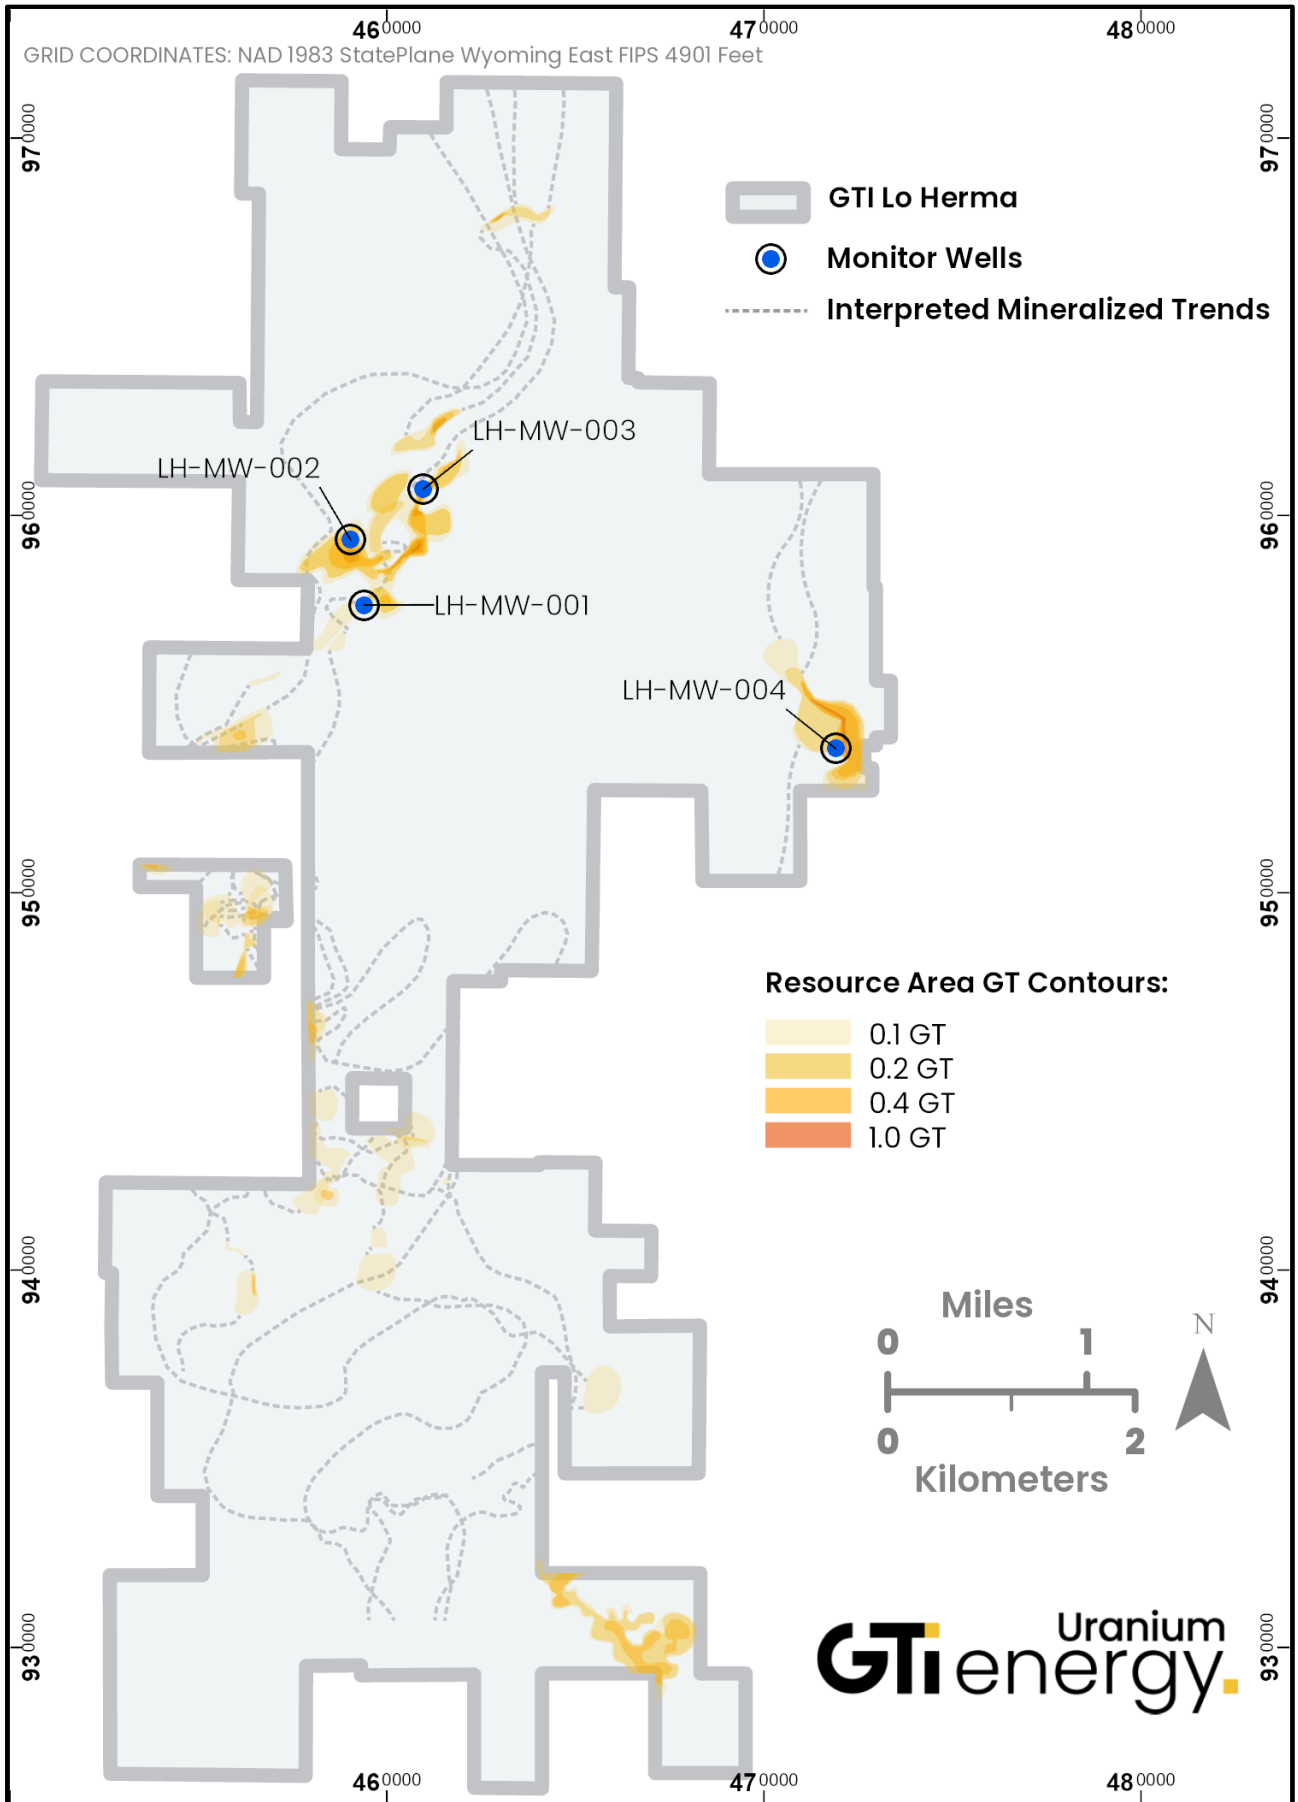 460000 470000 480000
GRID COORDINATES: NAD 1983 StatePlane Wyoming East FIPS 4901 Feet
970000 970000
GTI Lo Herma
Monitor Wells
Interpreted Mineralized Trends
LH-MW-003
LH-MW-002
960000 960000
LH-MW-001
LH-MW-004
950000 950000
Resource Area GT Contours:
0.1 GT
0.2 GT
0.4 GT
1.0 GT
940000 940000
Miles
0 1
N
0 2
Kilometers
930000 930000
Uranium
GTi energy.
460000 470000 480000